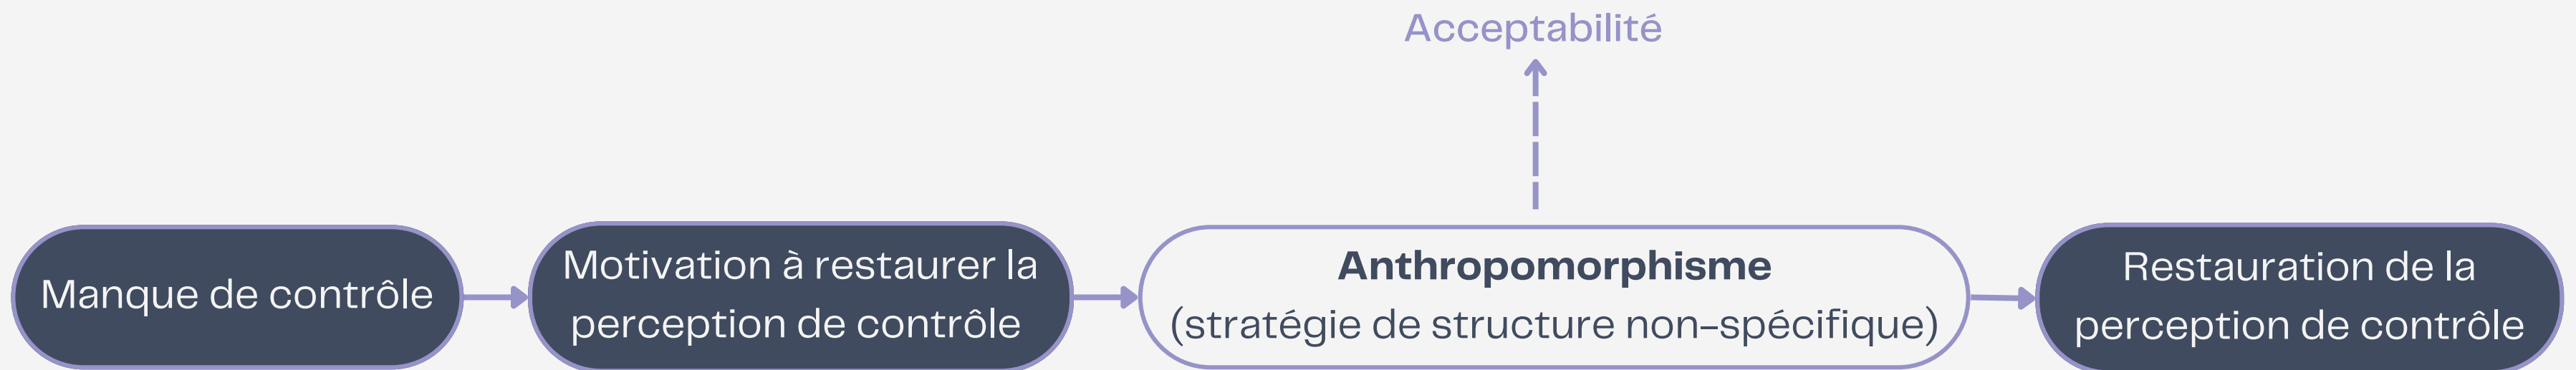 Acceptabilité
Manque de contrôle
Motivation à restaurer la
perception de contrôle
Anthropomorphisme
(stratégie de structure non-spécifique)
Restauration de la
perception de contrôle